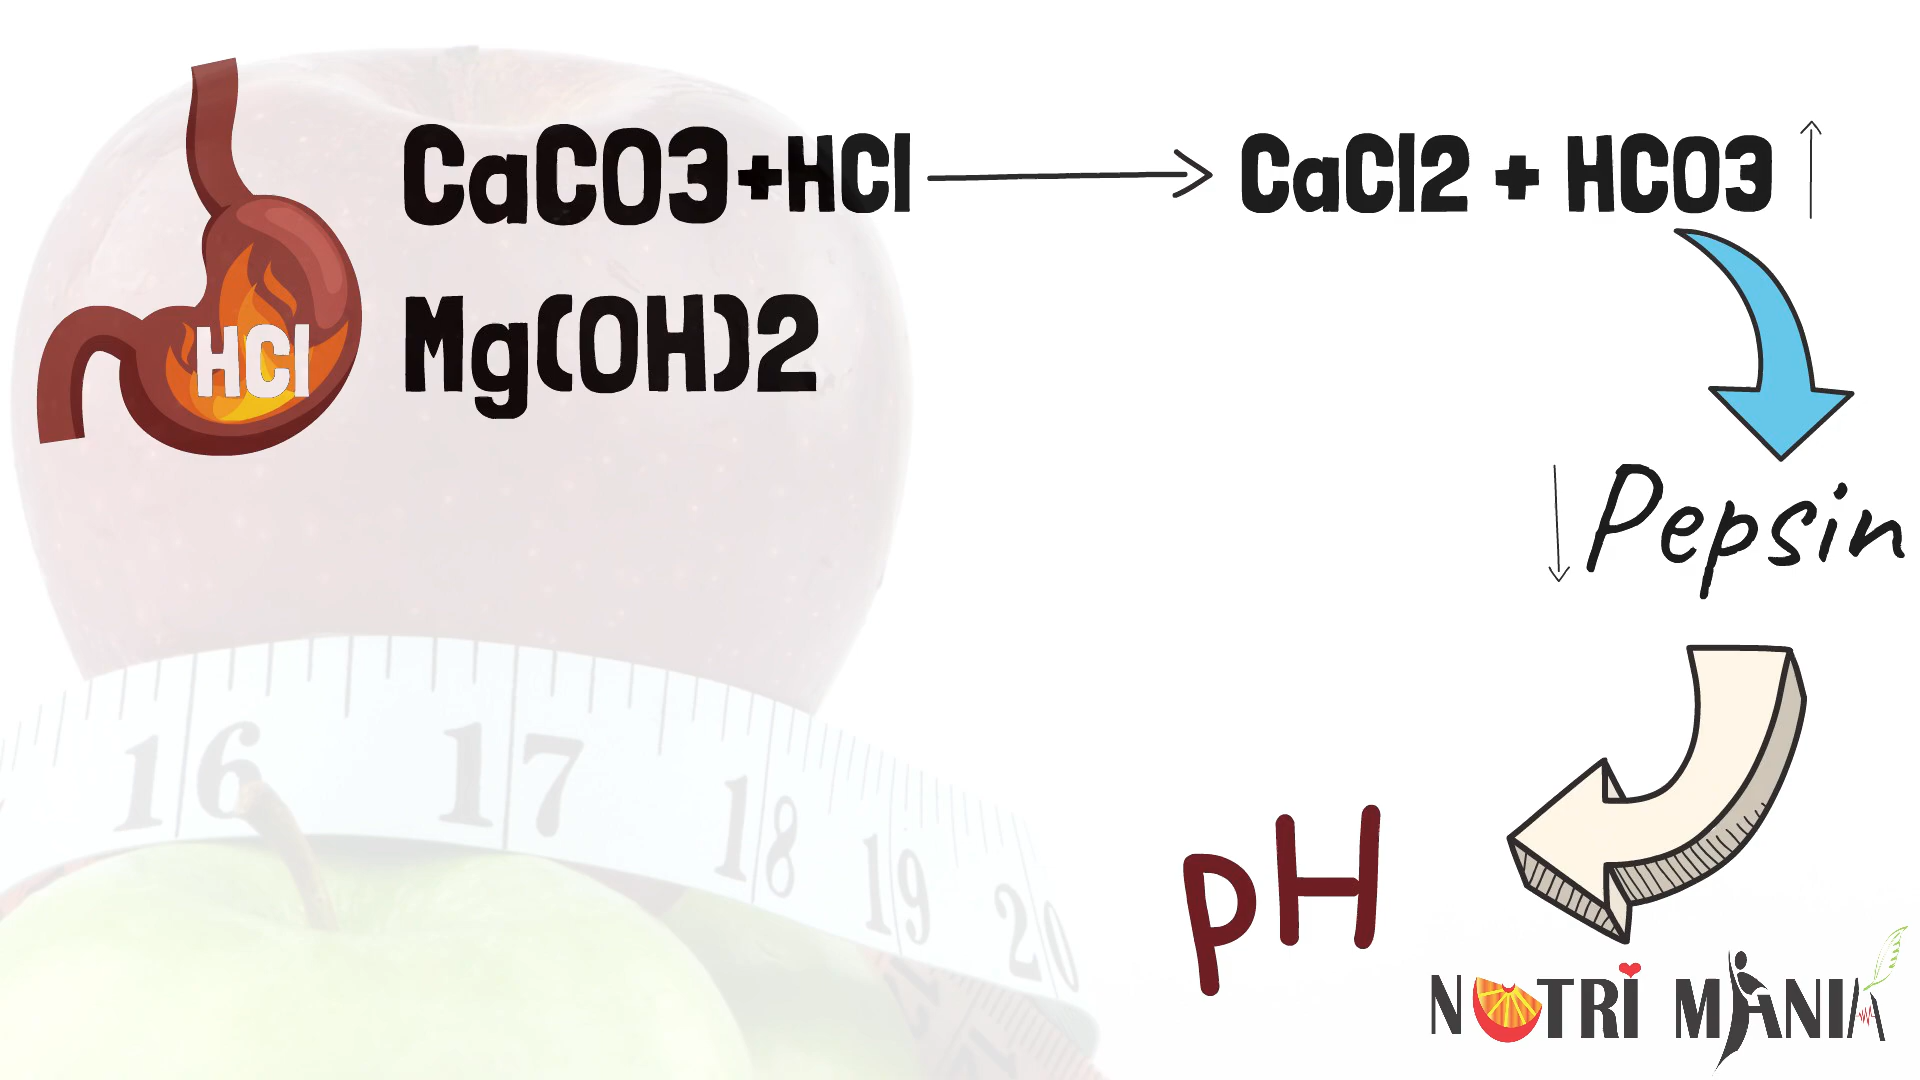 CaCO3+HCl → CaCl2 + HCO3 ↑
HCl
Mg(OH)2
↓ Pepsin
16 17 18 19 20
pH
NUTRI MANIA